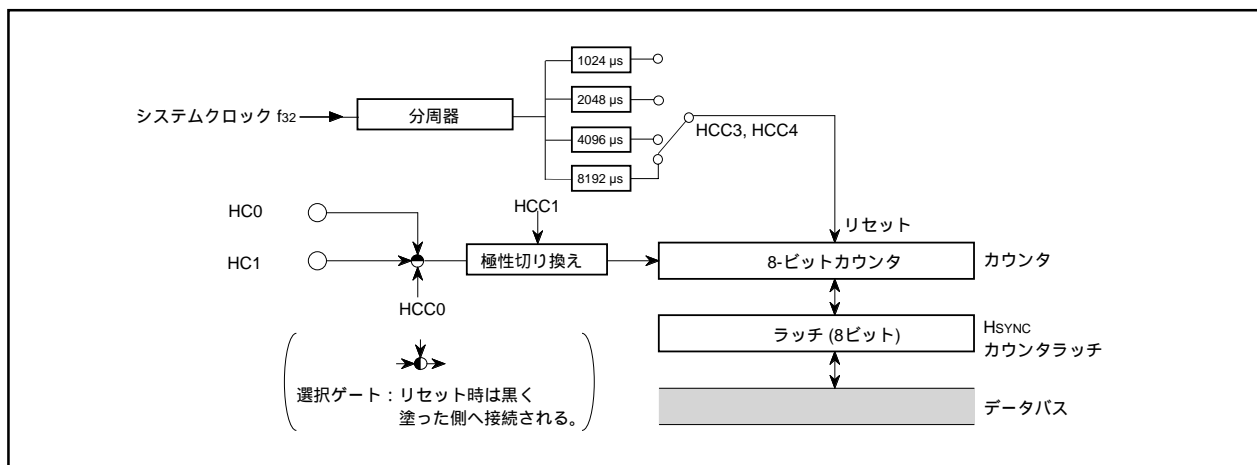 1024 µs
2048 µs
システムクロック f32
分周器
4096 µs
HCC3, HCC4
8192 µs
HCC1
HC0
リセット
HC1
極性切り換え
8-ビットカウンタ
カウンタ
HCC0
ラッチ (8ビット)
HSYNC
カウンタラッチ
選択ゲート : リセット時は黒く
塗った側へ接続される。
データバス